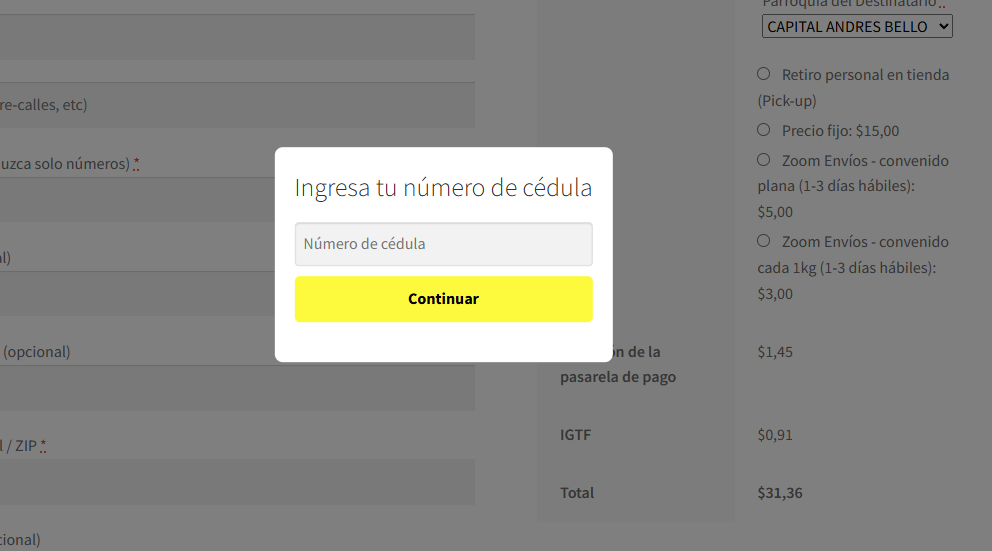 Parroquia del Destinatario *
CAPITAL ANDRES BELLO
re-calles, etc)
uzca solo números) *
al)
(opcional)
l / ZIP *
cional)
Ingresa tu número de cédula
Número de cédula
Continuar
Retiro personal en tienda
(Pick-up)
Precio fijo: $15,00
Zoom Envíos - convenido
plana (1-3 días hábiles):
$5,00
Zoom Envíos - convenido
cada 1kg (1-3 días hábiles):
$3,00
ón de la
pasarela de pago
$1,45
IGTF
$0,91
Total
$31,36